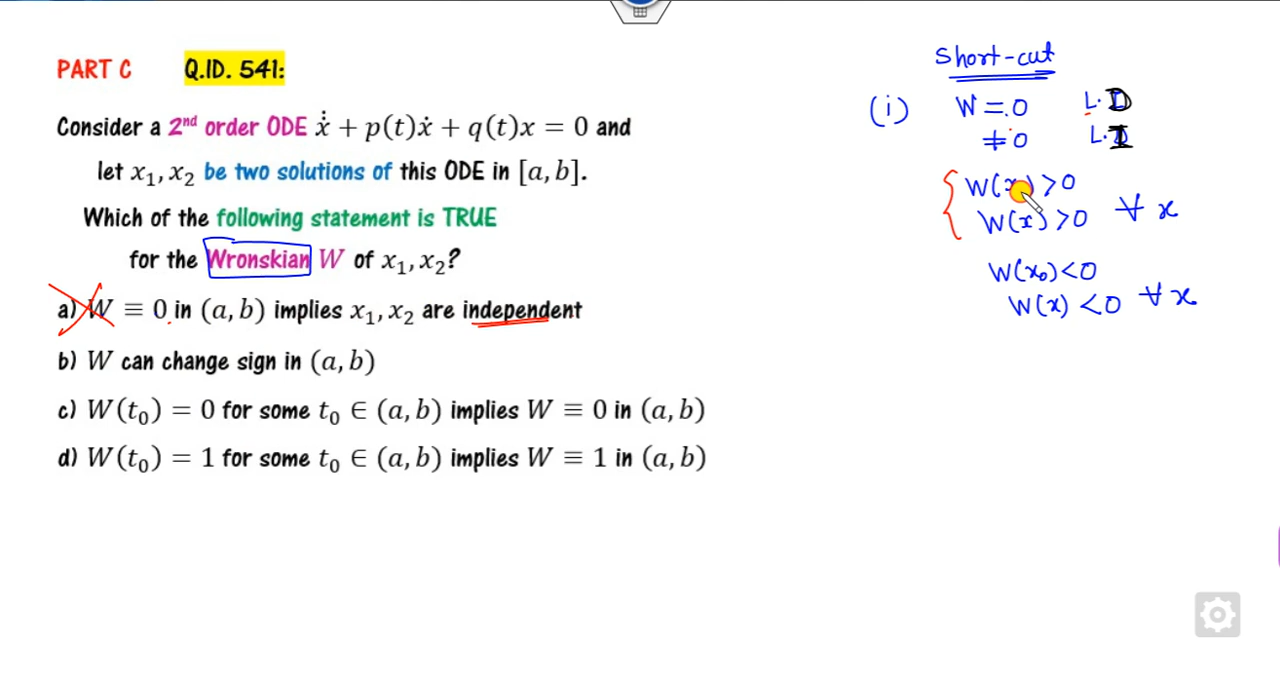 PART C Q.ID. 541:
Consider a 2nd order ODE ẍ + p(t)ẋ + q(t)x = 0 and
let x₁, x₂ be two solutions of this ODE in [a, b].
Which of the following statement is TRUE
for the Wronskian W of x₁, x₂?
a) W ≡ 0 in (a, b) implies x₁, x₂ are independent
b) W can change sign in (a, b)
c) W(t₀) = 0 for some t₀ ∈ (a, b) implies W ≡ 0 in (a, b)
d) W(t₀) = 1 for some t₀ ∈ (a, b) implies W ≡ 1 in (a, b)
Short-cut
(i) W = 0 L.D
≠ 0 L.I
W( ) >0
W(x) >0 ∀ x
W(x₀) <0
W(x) <0 ∀ x